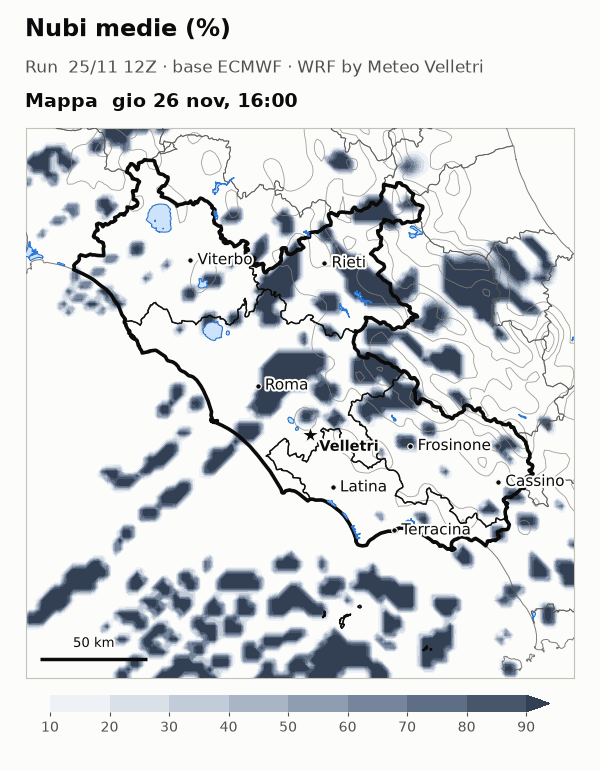 Nubi medie (%)
Run 25/11 12Z · base ECMWF · WRF by Meteo Velletri
Mappa gio 26 nov, 16:00
Viterbo
Rieti
Roma
Velletri
Frosinone
Cassino
Latina
Terracina
50 km
10 20 30 40 50 60 70 80 90